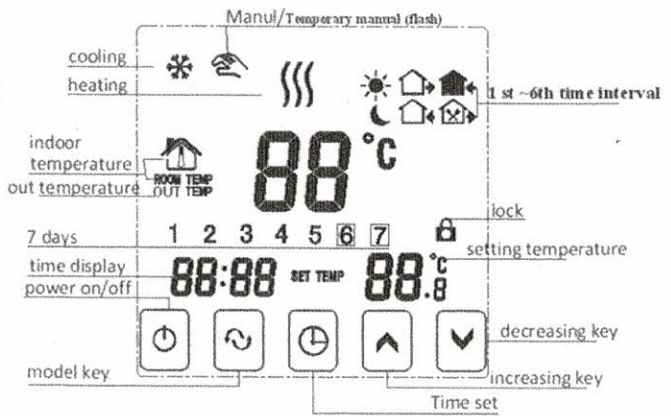 Manul/Temperary manual (flash)
cooling
heating
1 st ~6th time interval
88 °C
indoor
temperature
ROOM TEMP
out temperature
OUT TEMP
lock
7 days
1 2 3 4 5 6 7
setting temperature
time display
88:88 SET TEMP 88.8 °C
power on/off
decreasing key
model key
increasing key
Time set